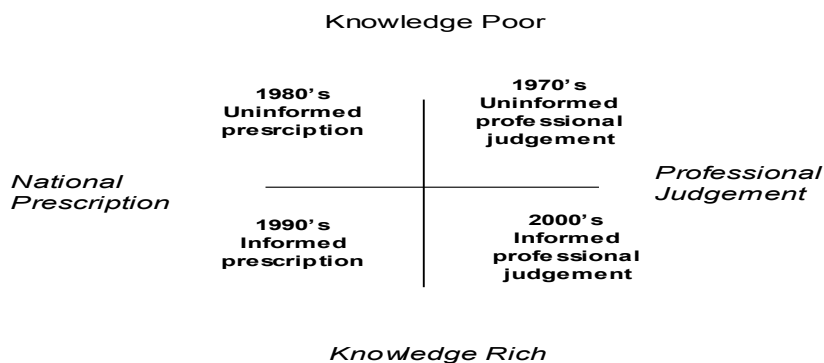 Knowledge Poor
1980's
Uninformed
presrciption
1970's
Uninformed
professional
judgement
National
Prescription
Professional
Judgement
1990's
Informed
prescription
2000's
Informed
professional
judgement
Knowledge Rich